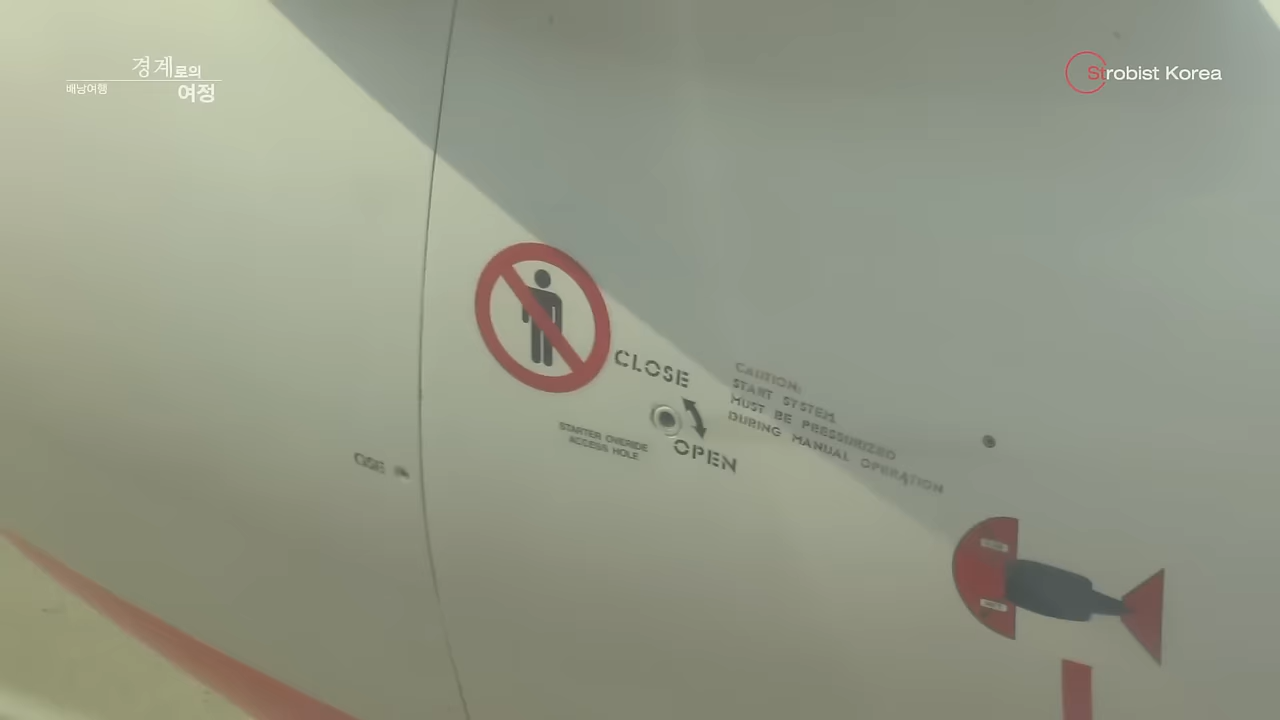 경계로의
배낭여행
여정
Strobist Korea
CLOSE
OPEN
STARTER OVERIDE
ACCESS HOLE
CAUTION:
START SYSTEM
MUST BE PRESSURIZED
DURING MANUAL OPERATION